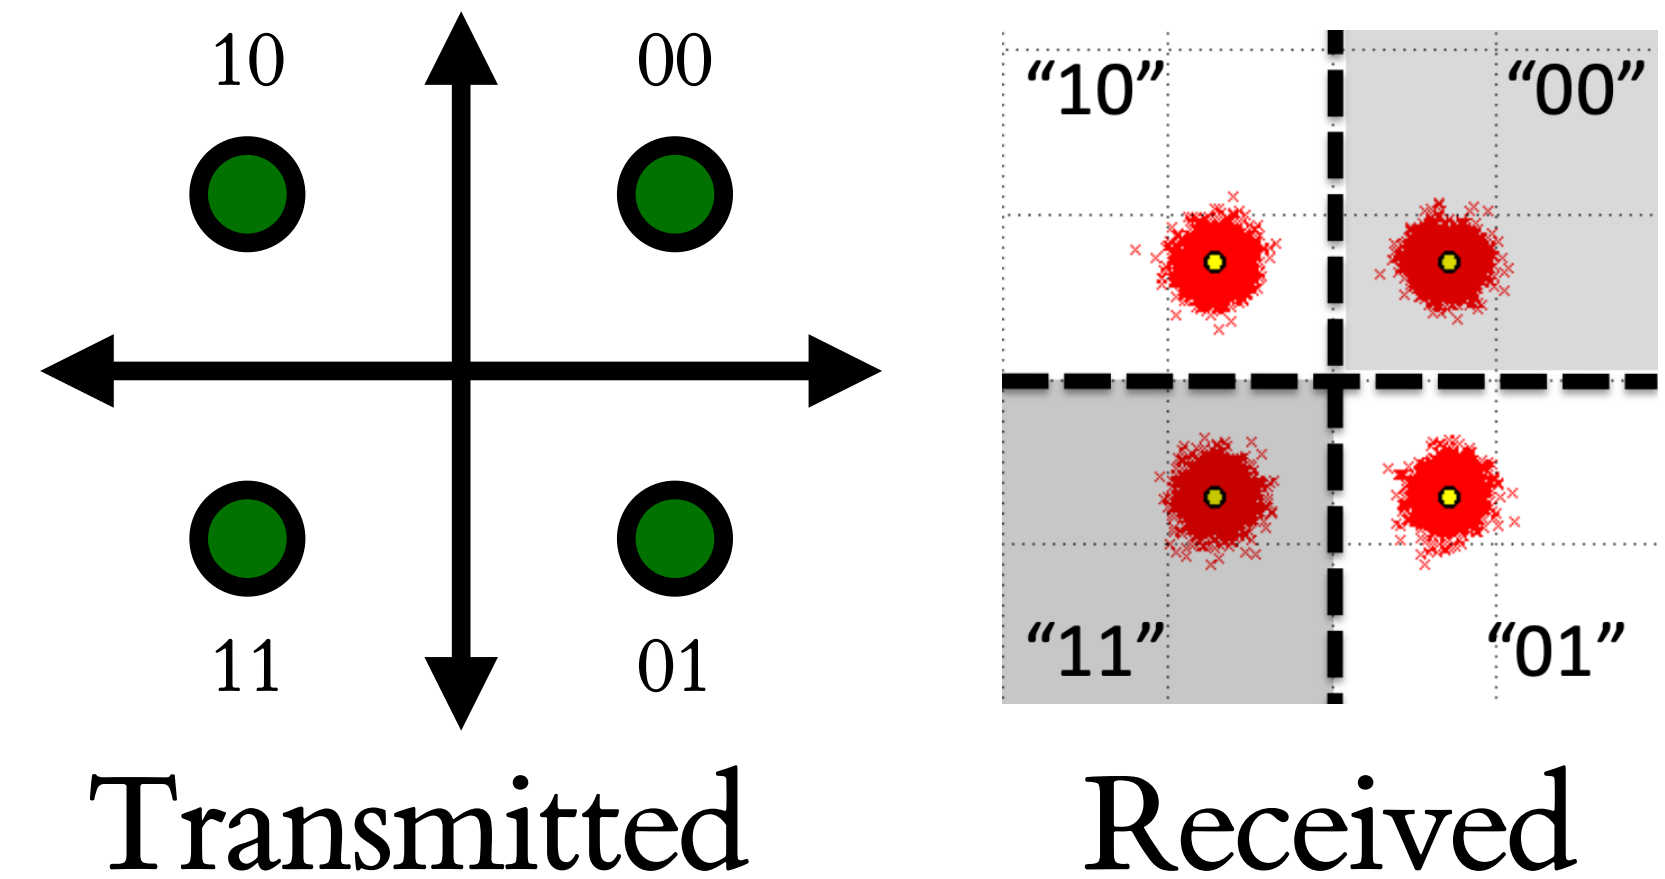 10 00
11 01
Transmitted
“10” “00”
“11” “01”
Received